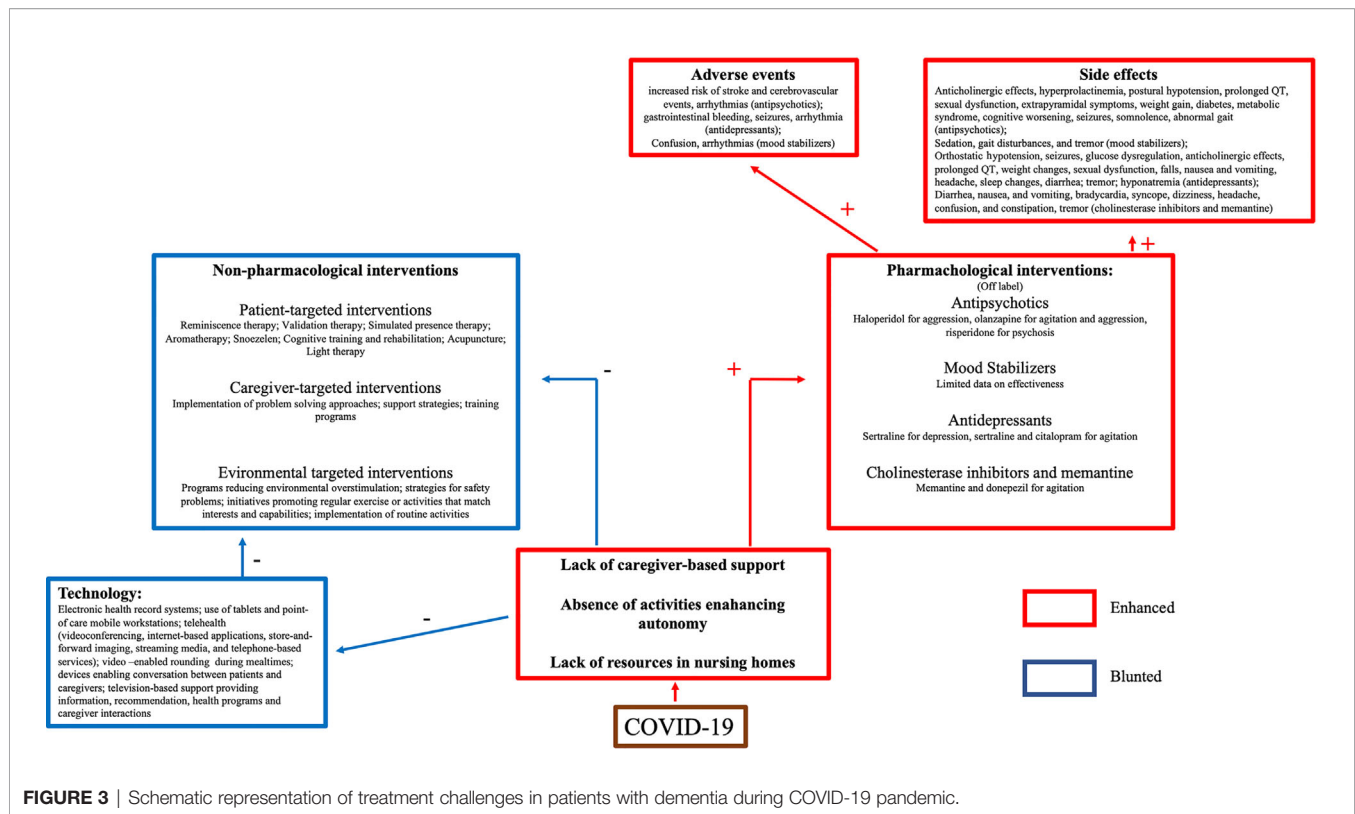 Adverse events
increased risk of stroke and cerebrovascular
events, arrhythmias (antipsychotics);
gastrointestinal bleeding, seizures, arrhythmia
(antidepressants);
Confusion, arrhythmias (mood stabilizers)
Side effects
Anticholinergic effects, hyperprolactinemia, postural hypotension, prolonged QT,
sexual dysfunction, extrapyramidal symptoms, weight gain, diabetes, metabolic
syndrome, cognitive worsening, seizures, somnolence, abnormal gait
(antipsychotics);
Sedation, gait disturbances, and tremor (mood stabilizers);
Orthostatic hypotension, seizures, glucose dysregulation, anticholinergic effects,
prolonged QT, weight changes, sexual dysfunction, falls, nausea and vomiting,
headache, sleep changes, diarrhea; tremor; hyponatremia (antidepressants);
Diarrhea, nausea, and vomiting, bradycardia, syncope, dizziness, headache,
confusion, and constipation, tremor (cholinesterase inhibitors and memantine)
+
+
Non-pharmacological interventions
Patient-targeted interventions
Reminiscence therapy; Validation therapy; Simulated presence therapy;
Aromatherapy; Snoezelen; Cognitive training and rehabilitation; Acupuncture;
Light therapy
Caregiver-targeted interventions
Implementation of problem solving approaches; support strategies; training
programs
Evironmental targeted interventions
Programs reducing environmental overstimulation; strategies for safety
problems; initiatives promoting regular exercise or activities that match
interests and capabilities; implementation of routine activities
-
+
Pharmachological interventions:
(Off label)
Antipsychotics
Haloperidol for aggression, olanzapine for agitation and aggression,
risperidone for psychosis
Mood Stabilizers
Limited data on effectiveness
Antidepressants
Sertraline for depression, sertraline and citalopram for agitation
Cholinesterase inhibitors and memantine
Memantine and donepezil for agitation
-
Technology:
Electronic health record systems; use of tablets and point-
of care mobile workstations; telehealth
(videoconferencing, internet-based applications, store-and-
forward imaging, streaming media, and telephone-based
services); video –enabled rounding during mealtimes;
devices enabling conversation between patients and
caregivers; television-based support providing
information, recommendation, health programs and
caregiver interactions
-
Lack of caregiver-based support
Absence of activities enahancing
autonomy
Lack of resources in nursing homes
COVID-19
Enhanced
Blunted
FIGURE 3 | Schematic representation of treatment challenges in patients with dementia during COVID-19 pandemic.